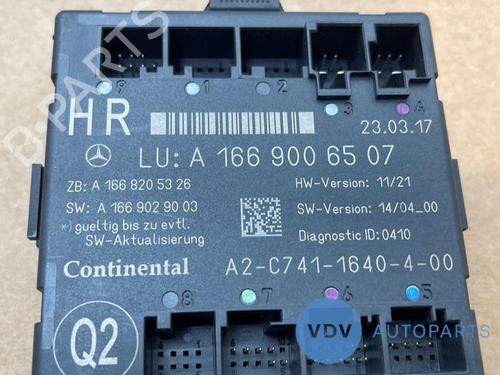 9 1 2 3 4
HR
23.03.17
LU: A 166 900 65 07
ZB: A 166 820 53 26
HW-Version: 11/21
SW: A 166 902 90 03
SW-Version: 14/04_00
*) gueltig bis zu evtl.
SW-Aktualisierung
Diagnostic ID: 0410
Continental
A2-C741-1640-4-00
8 7 6 5
Q2
B-PARTS
VDV AUTOPARTS